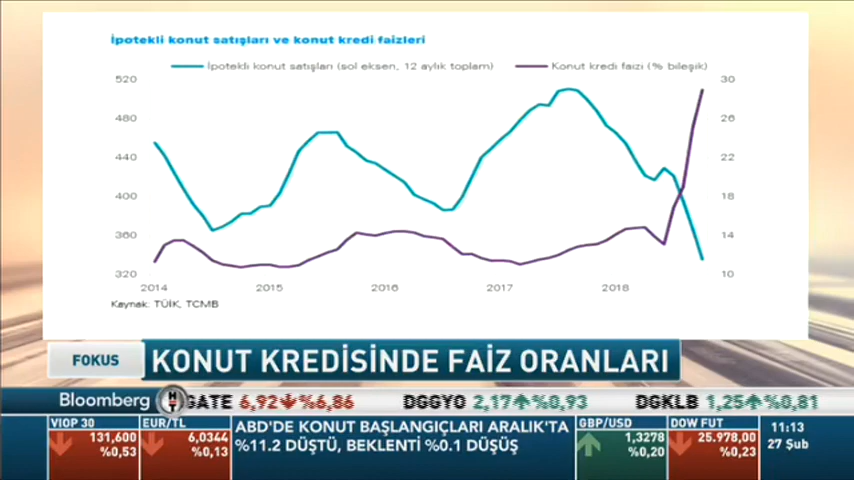 İpotekli konut satışları ve konut kredi faizleri
İpotekli konut satışları (sol eksen, 12 aylık toplam)
Konut kredi faizi (% bileşik)
520
480
440
400
360
320
30
26
22
18
14
10
2014
2015
2016
2017
2018
Kaynak: TÜİK, TCMB
FOKUS
KONUT KREDİSİNDE FAİZ ORANLARI
Bloomberg HT
GATE 6,92 %6,86
DGGYO 2,17 %0,93
DGKLB 1,25 %0,81
VIOP 30
131,600
%0,53
EUR/TL
6,0344
%0,13
ABD'DE KONUT BAŞLANGIÇLARI ARALIK'TA
%11.2 DÜŞTÜ, BEKLENTİ %0.1 DÜŞÜŞ
GBP/USD
1,3278
%0,20
DOW FUT
25.978,00
%0,23
11:13
27 Şub